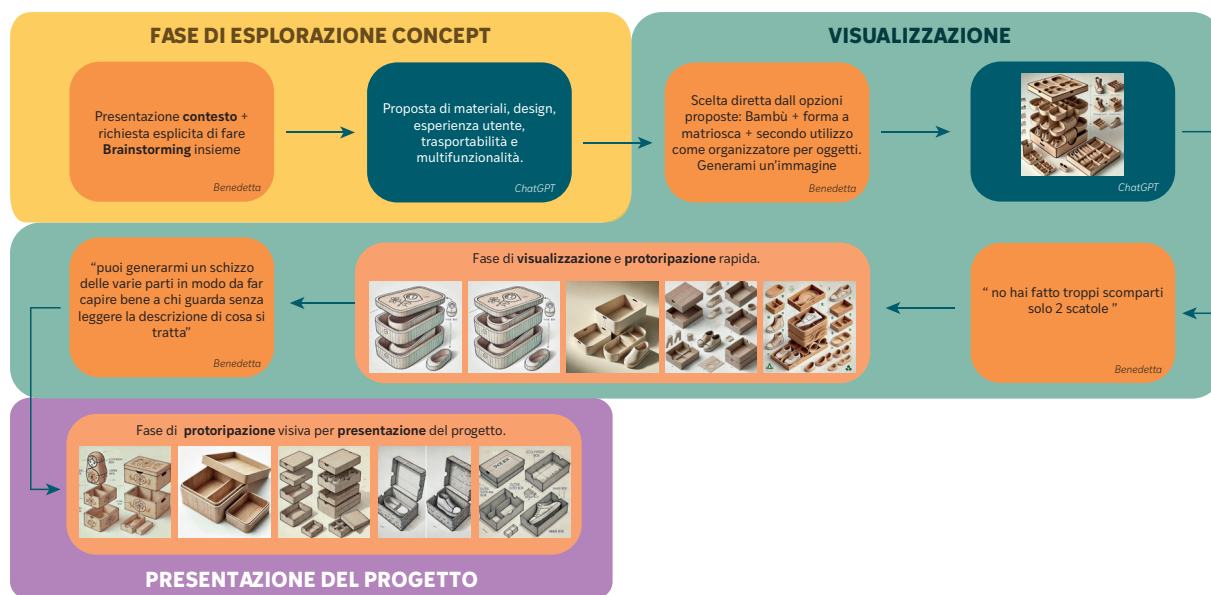 FASE DI ESPLORAZIONE CONCEPT
VISUALIZZAZIONE
Presentazione contesto +
richiesta esplicita di fare
Brainstorming insieme
Benedetta
Proposta di materiali, design,
esperienza utente,
trasportabilità e
multifunzionalità.
ChatGPT
Scelta diretta dall opzioni
proposte: Bambù + forma a
matriosca + secondo utilizzo
come organizzatore per oggetti.
Generami un'immagine
Benedetta
ChatGPT
“ no hai fatto troppi scomparti
solo 2 scatole ”
Benedetta
Fase di visualizzazione e protoripazione rapida.
“puoi generarmi un schizzo
delle varie parti in modo da far
capire bene a chi guarda senza
leggere la descrizione di cosa si
tratta”
Benedetta
Fase di protoripazione visiva per presentazione del progetto.
PRESENTAZIONE DEL PROGETTO